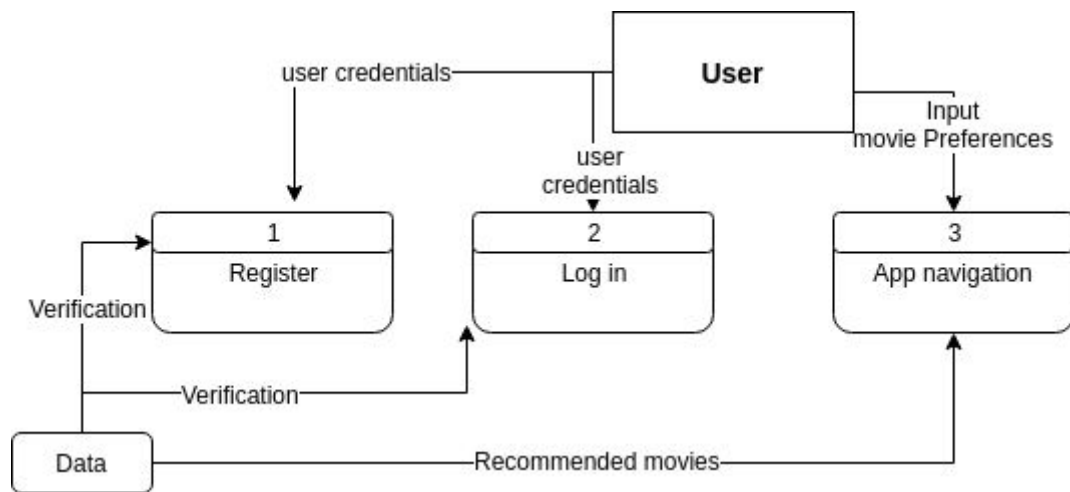 User
user credentials
user
credentials
Input
movie Preferences
1
Register
2
Log in
3
App navigation
Verification
Verification
Data
Recommended movies